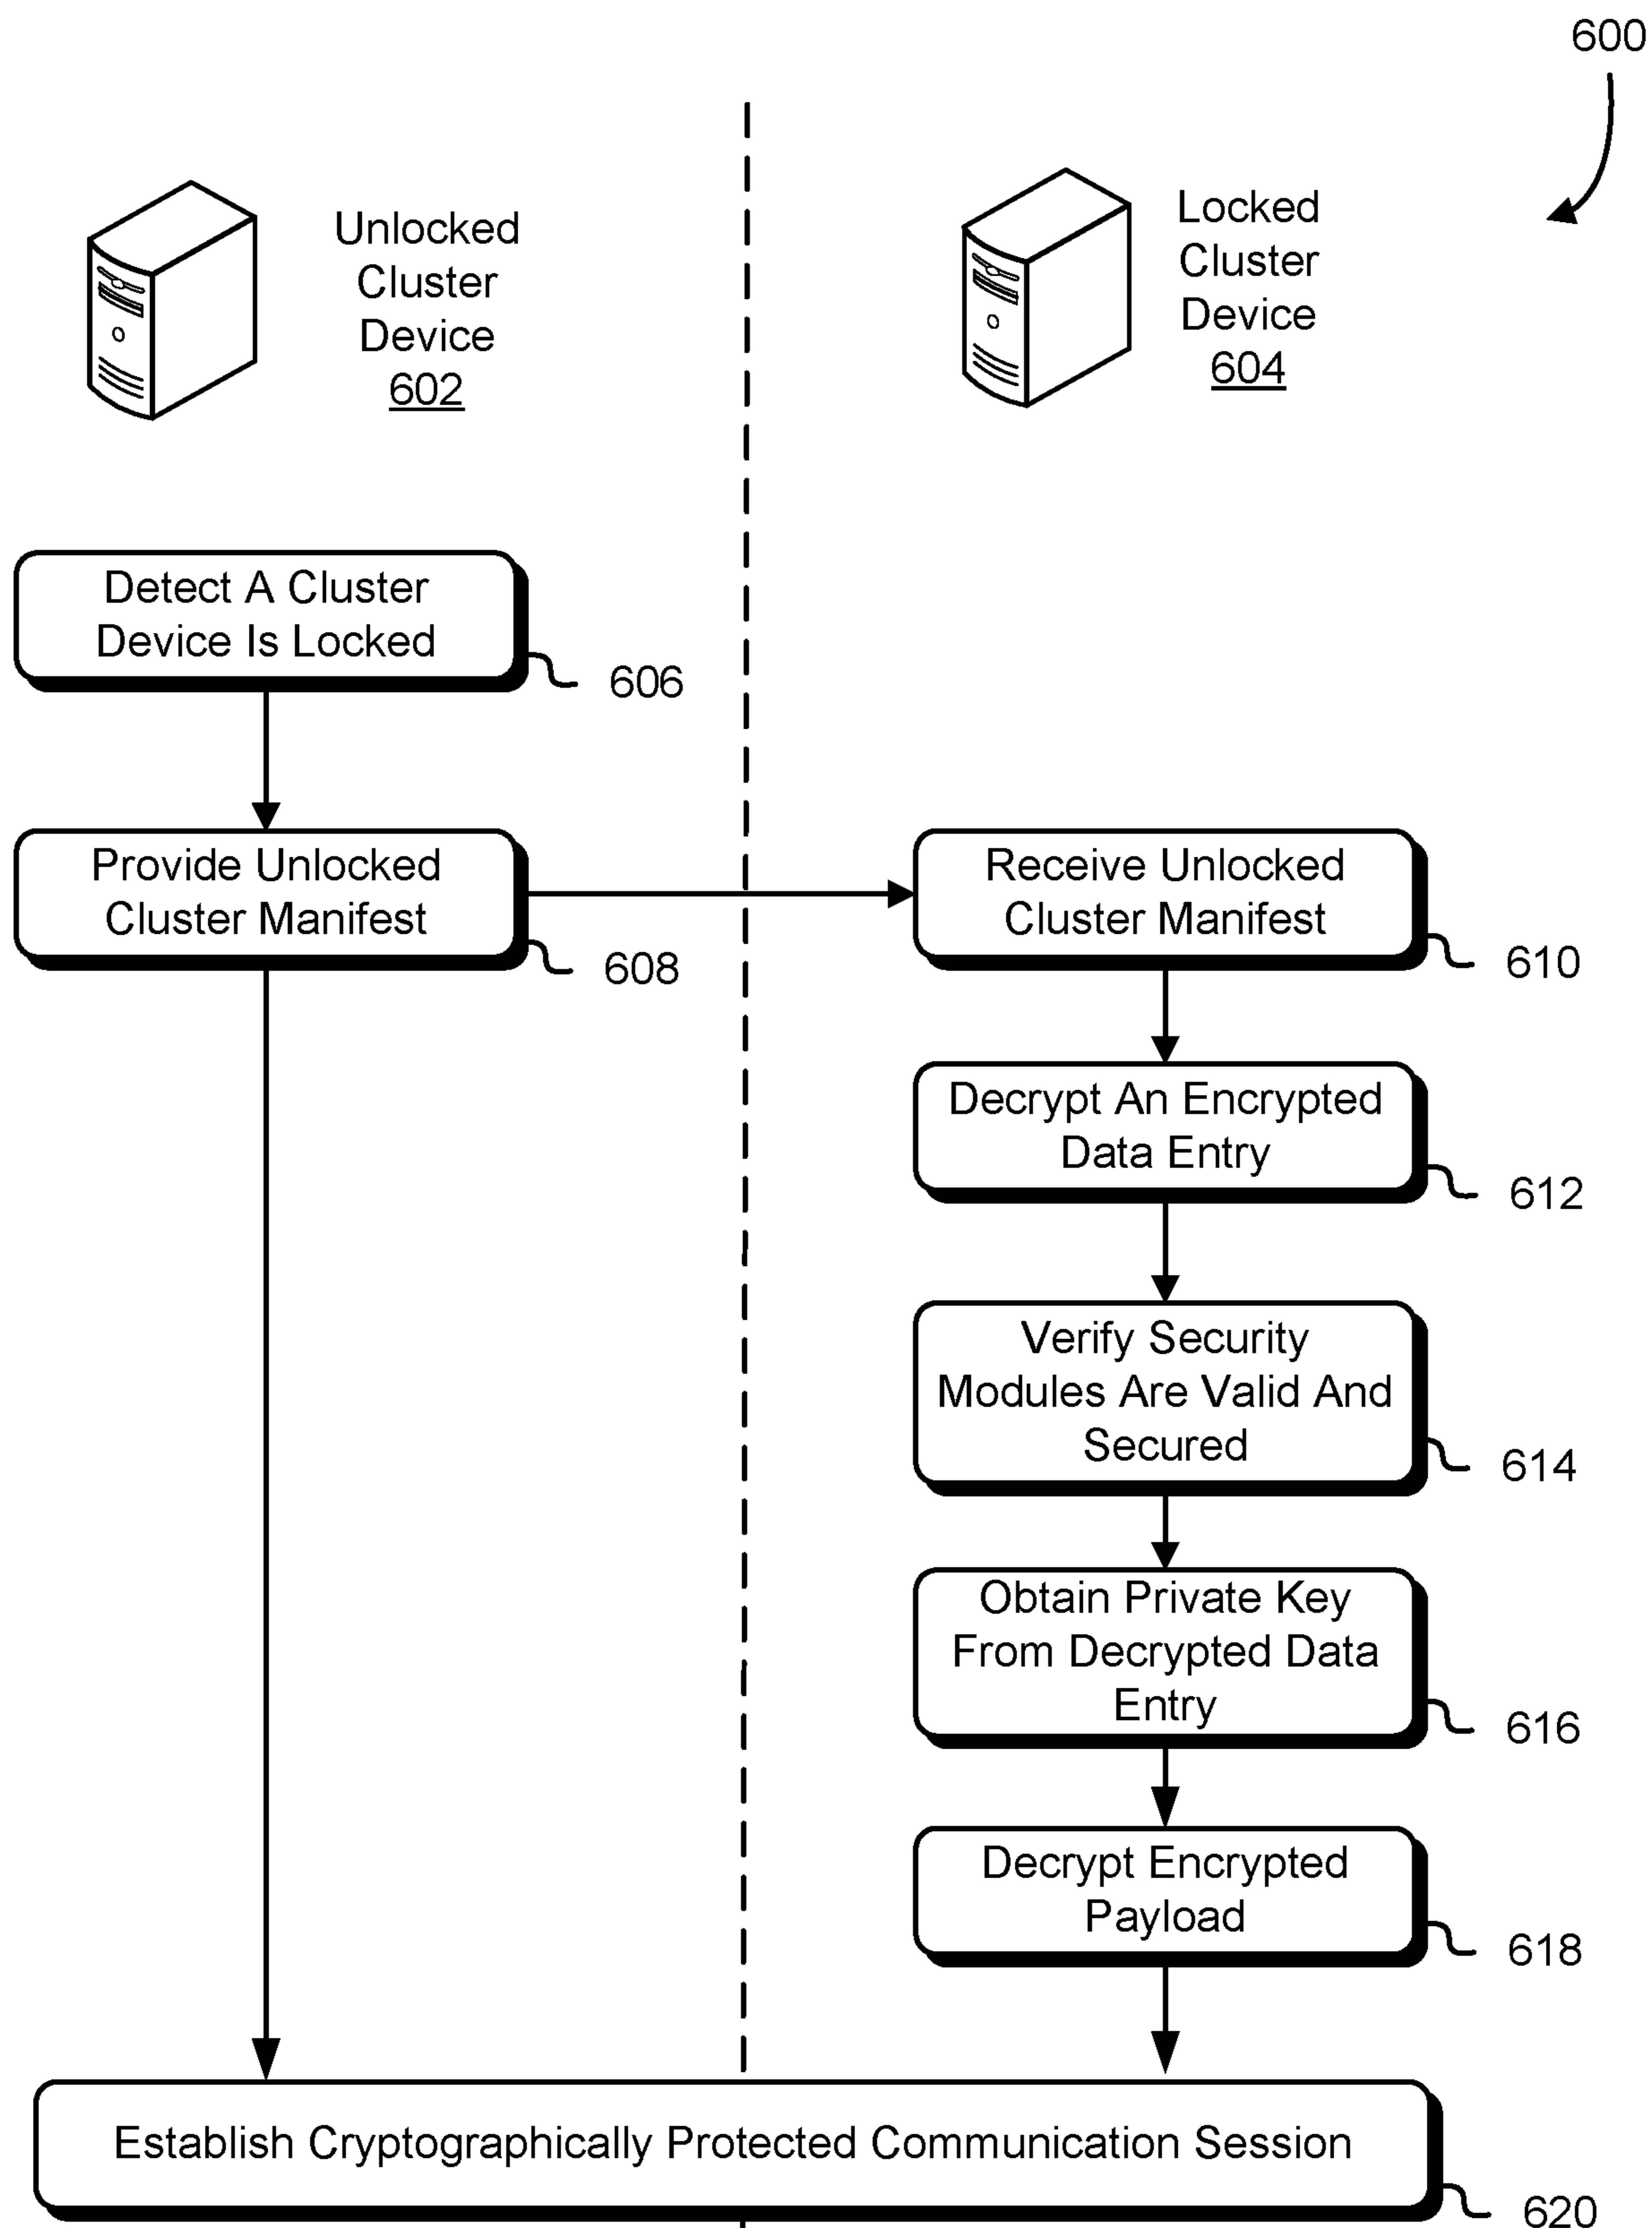 600
Unlocked
Cluster
Device
602
Locked
Cluster
Device
604
Detect A Cluster
Device Is Locked
606
Provide Unlocked
Cluster Manifest
608
Receive Unlocked
Cluster Manifest
610
Decrypt An Encrypted
Data Entry
612
Verify Security
Modules Are Valid And
Secured
614
Obtain Private Key
From Decrypted Data
Entry
616
Decrypt Encrypted
Payload
618
Establish Cryptographically Protected Communication Session
620